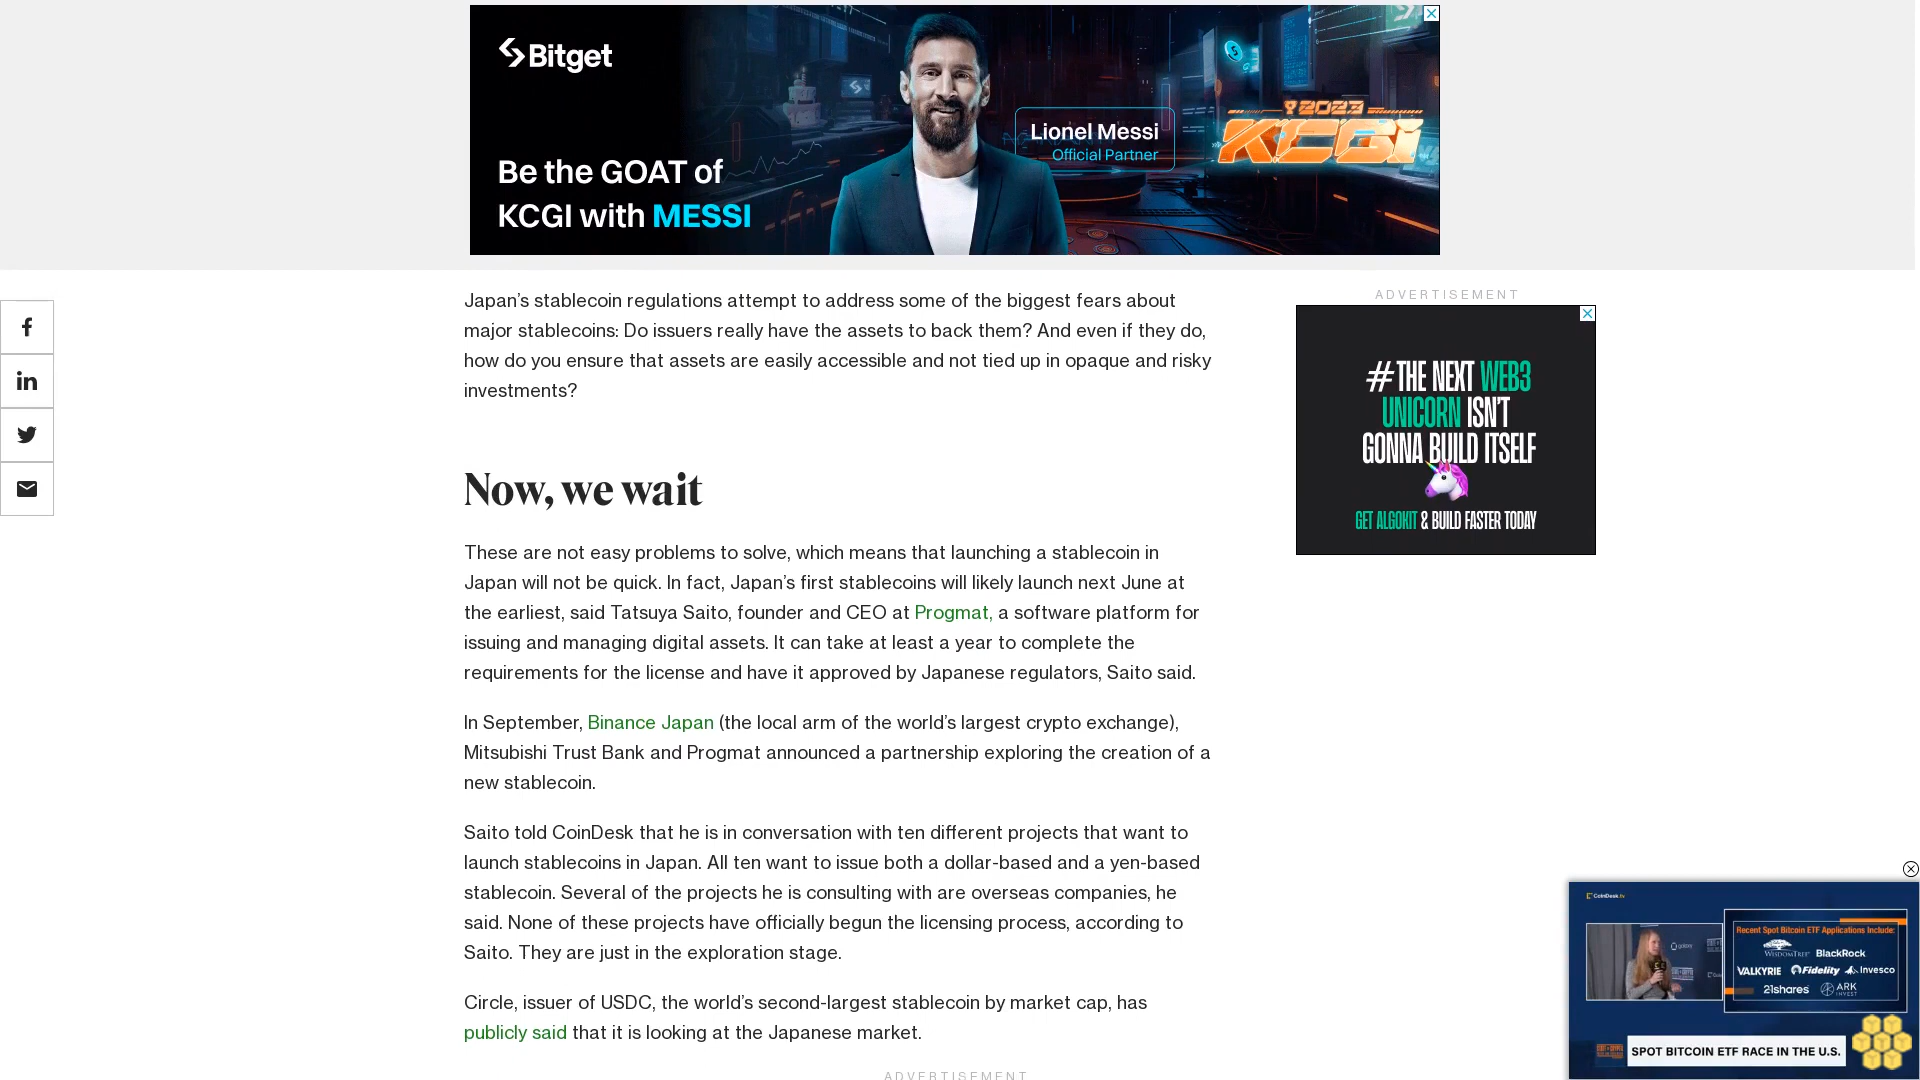 Bitget
Be the GOAT of
KCGI with MESSI
Lionel Messi
Official Partner
2023
KCGI
Japan’s stablecoin regulations attempt to address some of the biggest fears about
major stablecoins: Do issuers really have the assets to back them? And even if they do,
how do you ensure that assets are easily accessible and not tied up in opaque and risky
investments?
Now, we wait
These are not easy problems to solve, which means that launching a stablecoin in
Japan will not be quick. In fact, Japan’s first stablecoins will likely launch next June at
the earliest, said Tatsuya Saito, founder and CEO at Progmat, a software platform for
issuing and managing digital assets. It can take at least a year to complete the
requirements for the license and have it approved by Japanese regulators, Saito said.
In September, Binance Japan (the local arm of the world’s largest crypto exchange),
Mitsubishi Trust Bank and Progmat announced a partnership exploring the creation of a
new stablecoin.
Saito told CoinDesk that he is in conversation with ten different projects that want to
launch stablecoins in Japan. All ten want to issue both a dollar-based and a yen-based
stablecoin. Several of the projects he is consulting with are overseas companies, he
said. None of these projects have officially begun the licensing process, according to
Saito. They are just in the exploration stage.
Circle, issuer of USDC, the world’s second-largest stablecoin by market cap, has
publicly said that it is looking at the Japanese market.
ADVERTISEMENT
ADVERTISEMENT
#THE NEXT WEB3
UNICORN ISN'T
GONNA BUILD ITSELF
GET ALGOKIT & BUILD FASTER TODAY
CoinDesk.tv
Recent Spot Bitcoin ETF Applications Include:
WISDOMTREE BlackRock
VALKYRIE Fidelity Invesco
21shares ARK
INVEST
SPOT BITCOIN ETF RACE IN THE U.S.